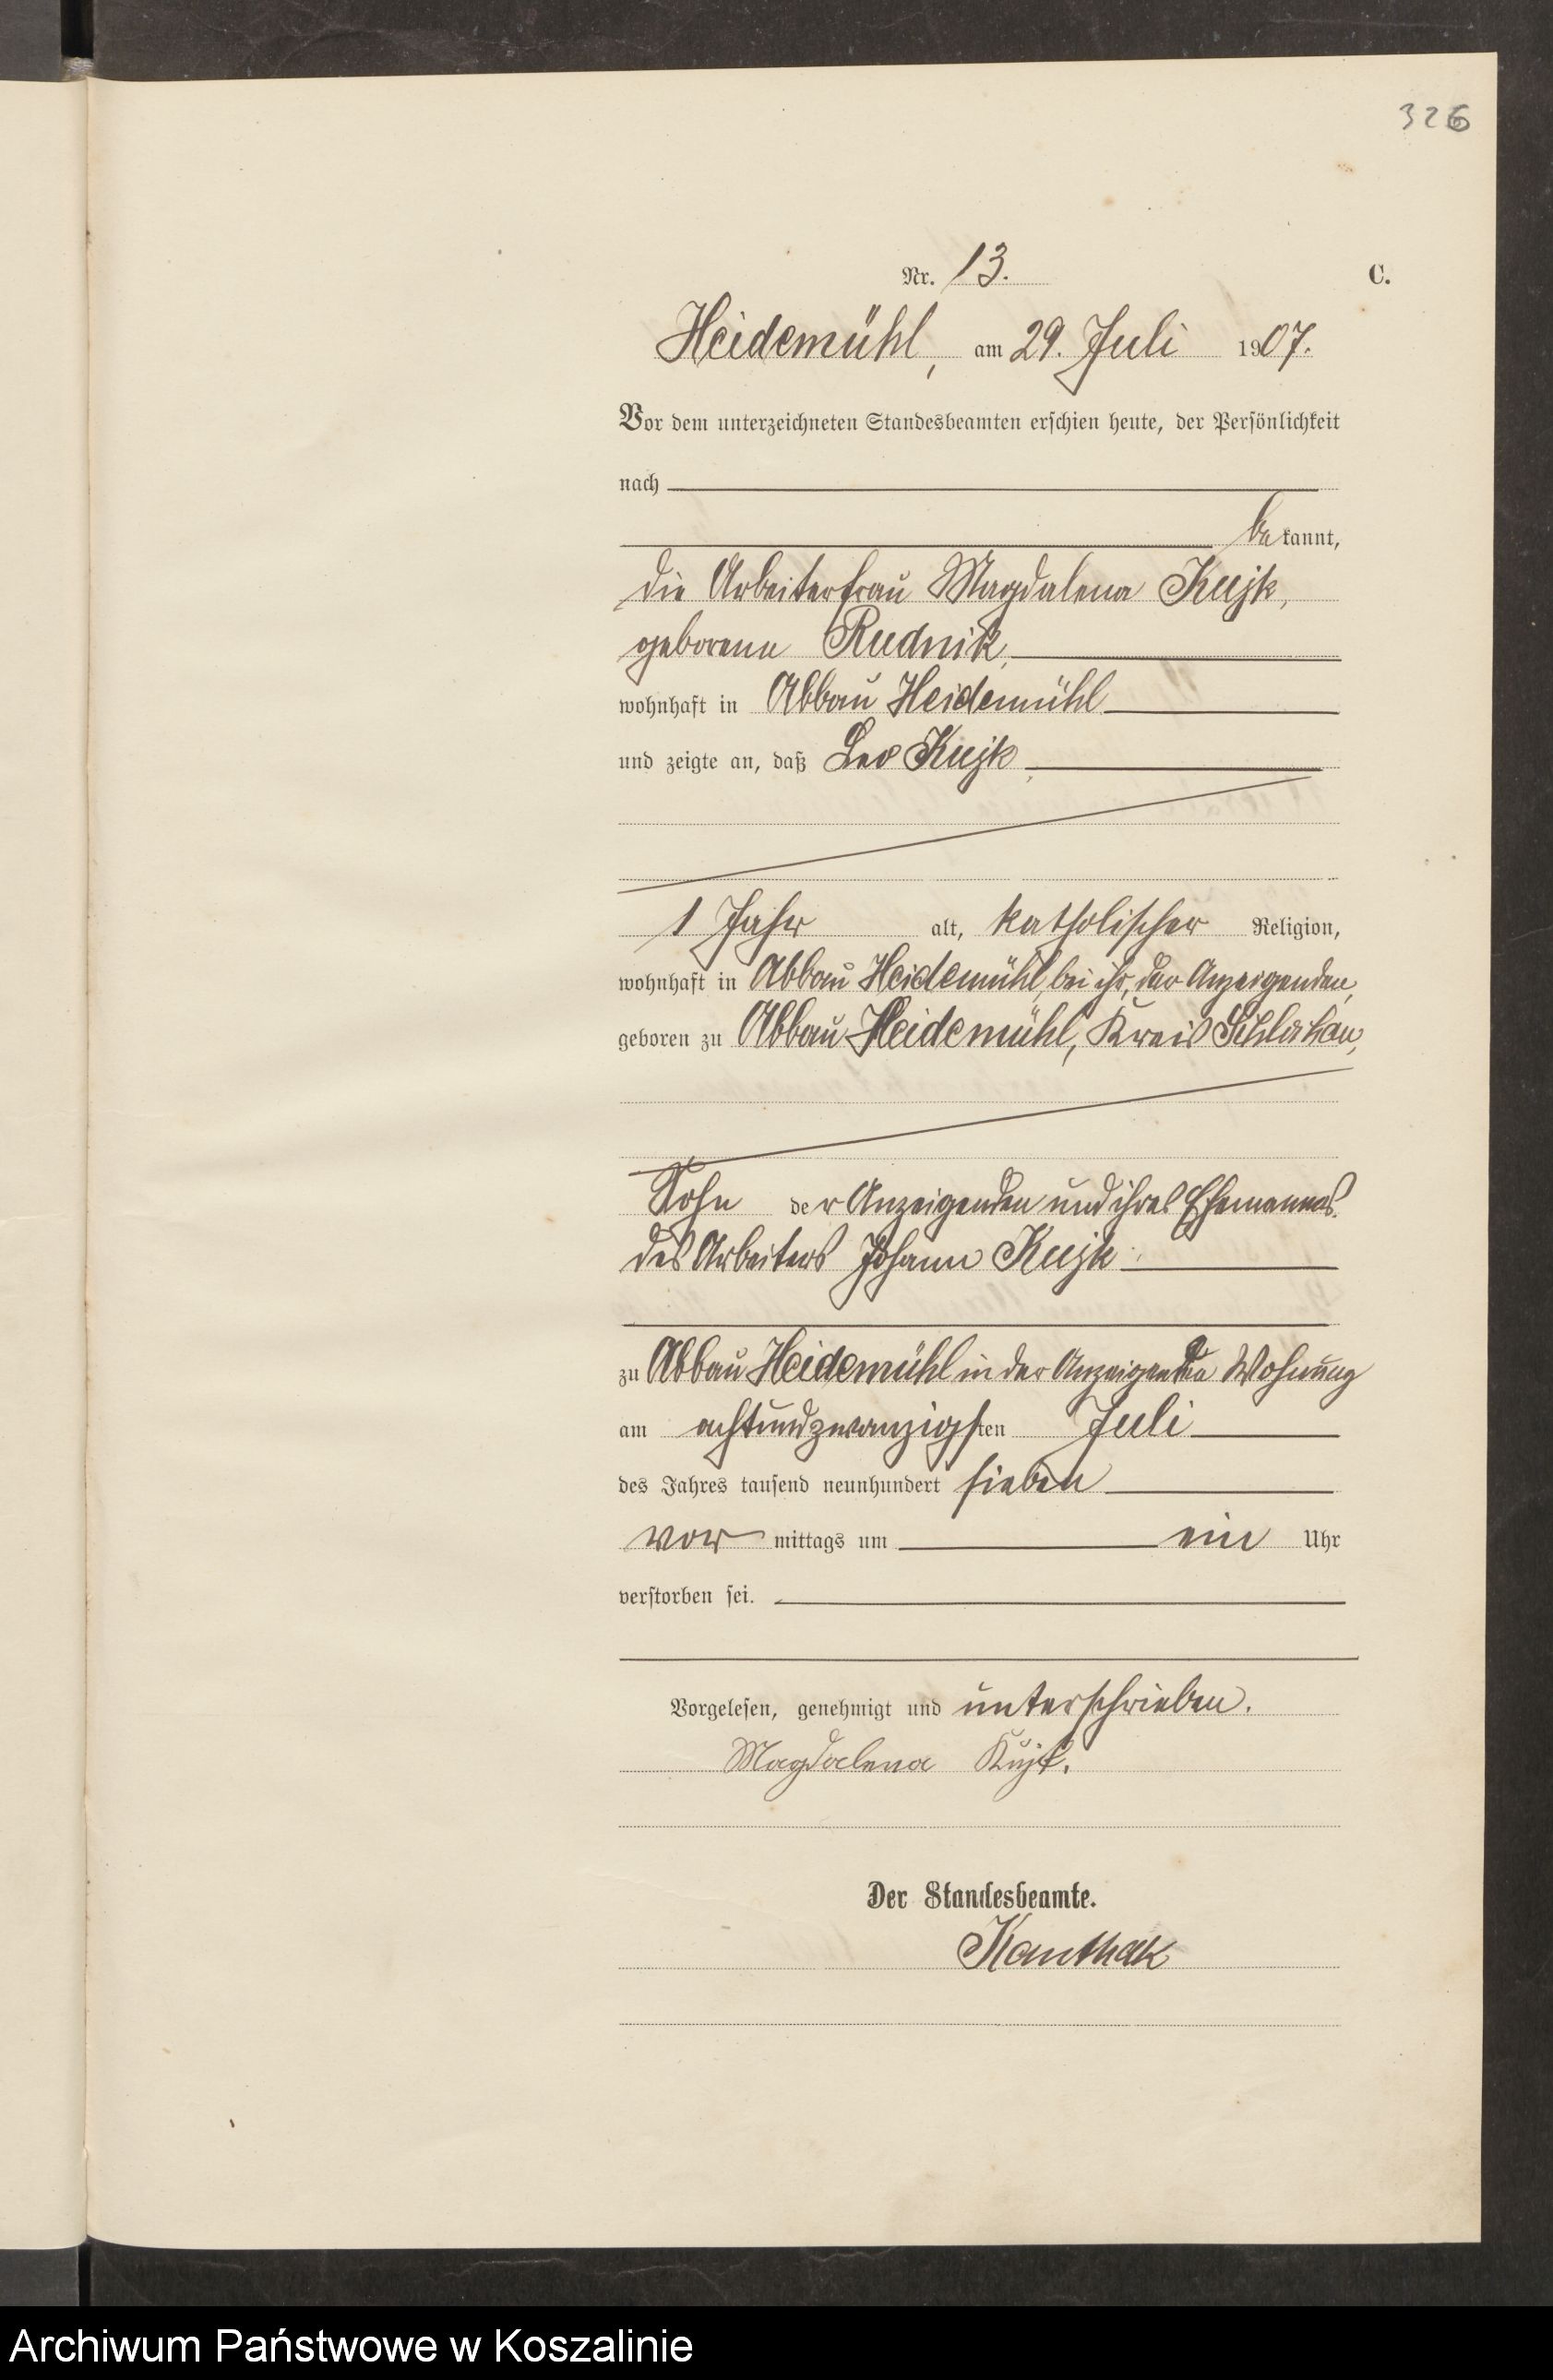 326
Nr. 13. C.
Heidemühl, am 29. Juli 1907.
Vor dem unterzeichneten Standesbeamten erschien heute, der Persönlichkeit
nach
bekannt,
die Arbeiterfrau Magdalena Kujk,
geborene Rudnik,
wohnhaft in Abbau Heidemühl
und zeigte an, daß Leo Kujk,
1 Jahr alt, katholischer Religion,
wohnhaft in Abbau Heidemühl, bei ihr, der Anzeigenden,
geboren zu Abbau Heidemühl, Kreis Schlochau,
Sohn der Anzeigenden und ihres Ehemannes
des Arbeiters Johann Kujk
zu Abbau Heidemühl in der Anzeigenden Wohnung
am achtundzwanzigsten Juli
des Jahres tausend neunhundert sieben
vor mittags um ein Uhr
verstorben sei.
Vorgelesen, genehmigt und unterschrieben.
Magdalena Kujk.
Der Standesbeamte.
Kanthak
Archiwum Państwowe w Koszalinie